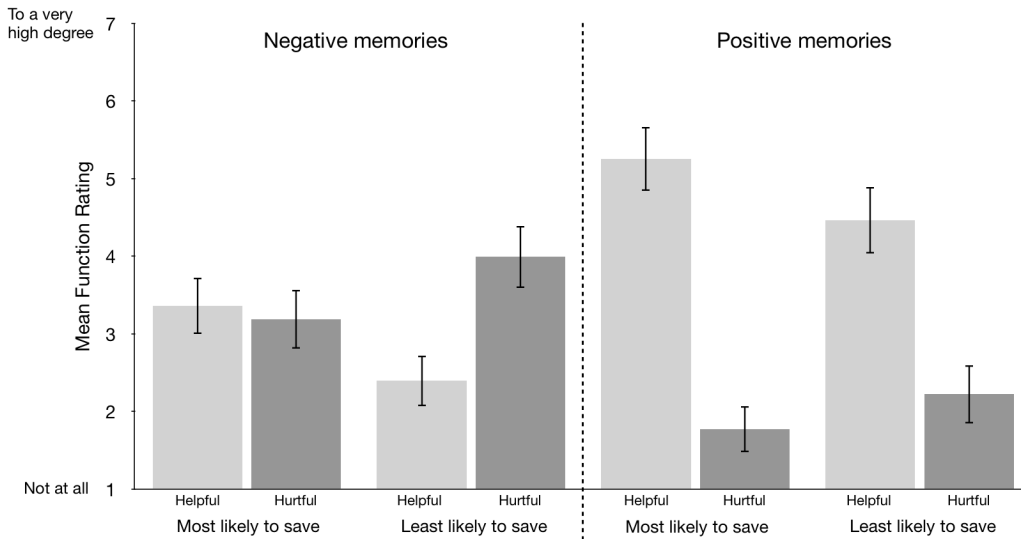 To a very
high degree
7
Negative memories
Positive memories
6
5
4
3
2
Not at all 1
Mean Function Rating
Helpful Hurtful Helpful Hurtful Helpful Hurtful Helpful Hurtful
Most likely to save Least likely to save Most likely to save Least likely to save